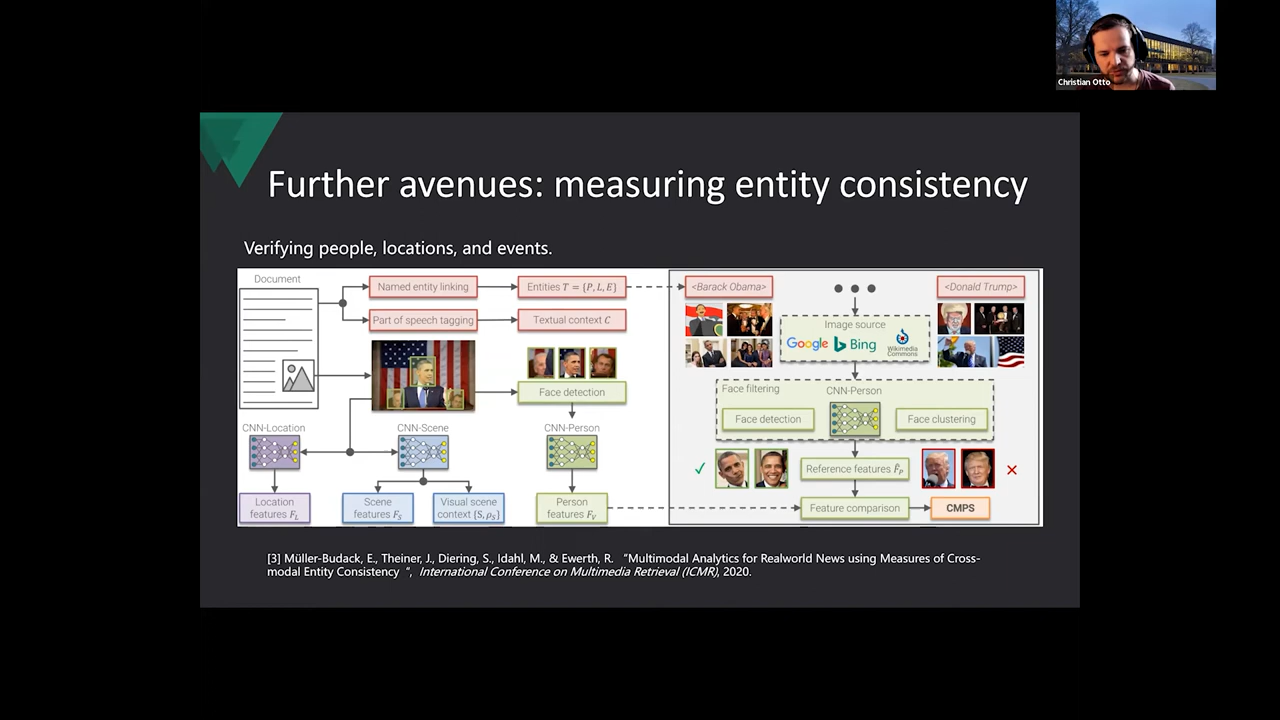 Christian Otto
Further avenues: measuring entity consistency
Verifying people, locations, and events.
Document
Named entity linking
Entities T = {P, L, E}
Part of speech tagging
Textual context C
Face detection
CNN-Location
CNN-Scene
CNN-Person
Location
features F_L
Scene
features F_S
Visual scene
context {S, ρ_S}
Person
features F_V
<Barack Obama>
<Donald Trump>
Image source
Google
Bing
Wikimedia
Commons
Face filtering
CNN-Person
Face detection
Face clustering
Reference features F̂_P
Feature comparison
CMPS
[3] Müller-Budack, E., Theiner, J., Diering, S., Idahl, M., & Ewerth, R. "Multimodal Analytics for Realworld News using Measures of Cross-
modal Entity Consistency ", International Conference on Multimedia Retrieval (ICMR), 2020.